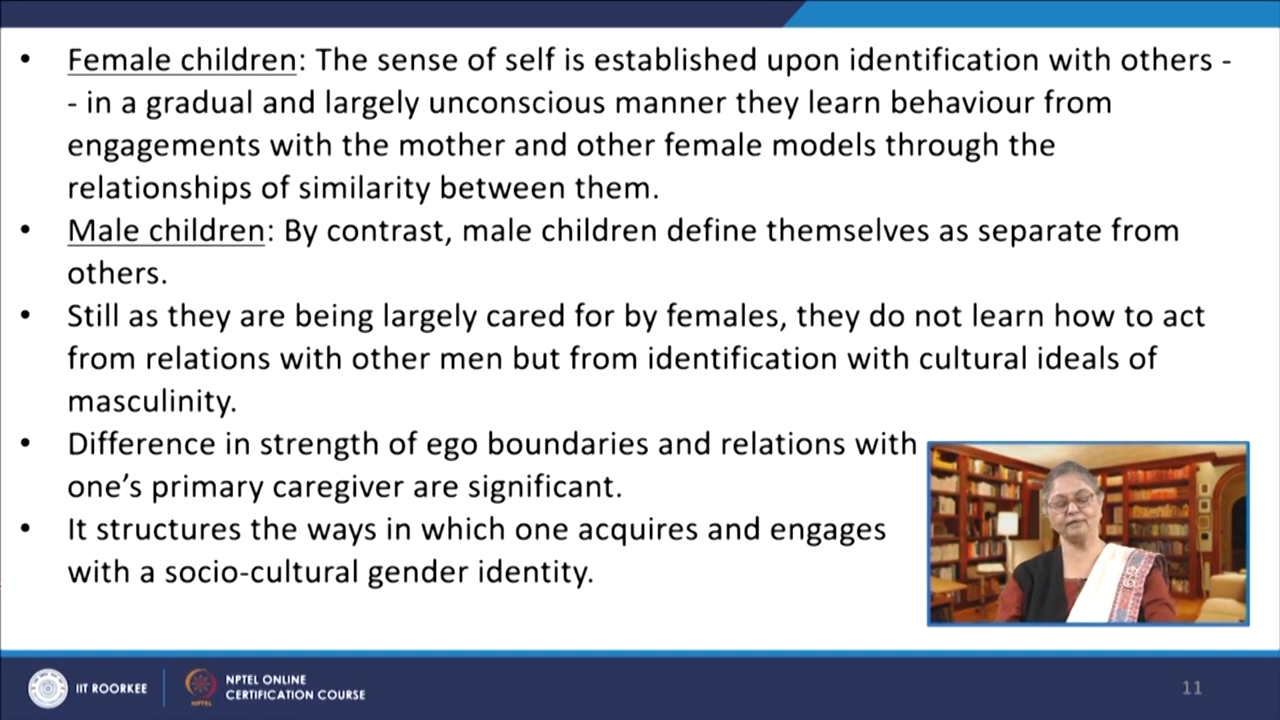 • Female children: The sense of self is established upon identification with others -
- in a gradual and largely unconscious manner they learn behaviour from
engagements with the mother and other female models through the
relationships of similarity between them.
• Male children: By contrast, male children define themselves as separate from
others.
• Still as they are being largely cared for by females, they do not learn how to act
from relations with other men but from identification with cultural ideals of
masculinity.
• Difference in strength of ego boundaries and relations with
one's primary caregiver are significant.
• It structures the ways in which one acquires and engages
with a socio-cultural gender identity.
IIT ROORKEE
NPTEL
NPTEL ONLINE
CERTIFICATION COURSE
11